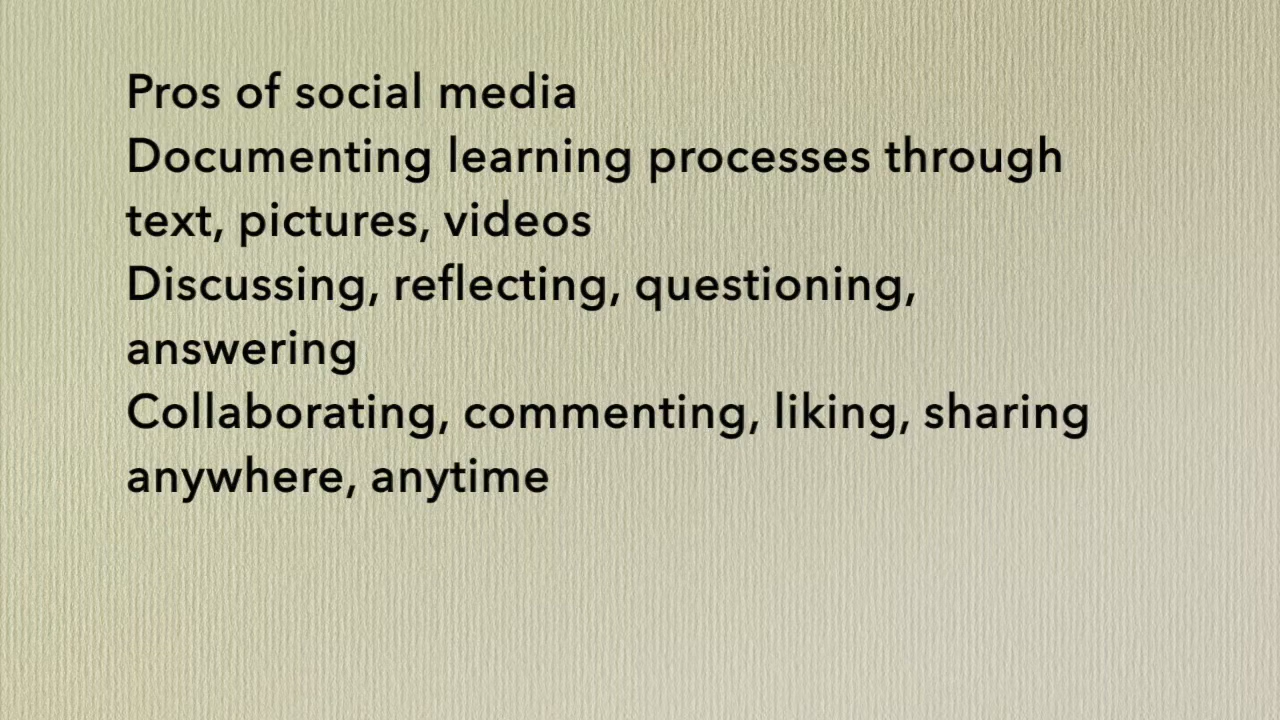 Pros of social media
Documenting learning processes through
text, pictures, videos
Discussing, reflecting, questioning,
answering
Collaborating, commenting, liking, sharing
anywhere, anytime